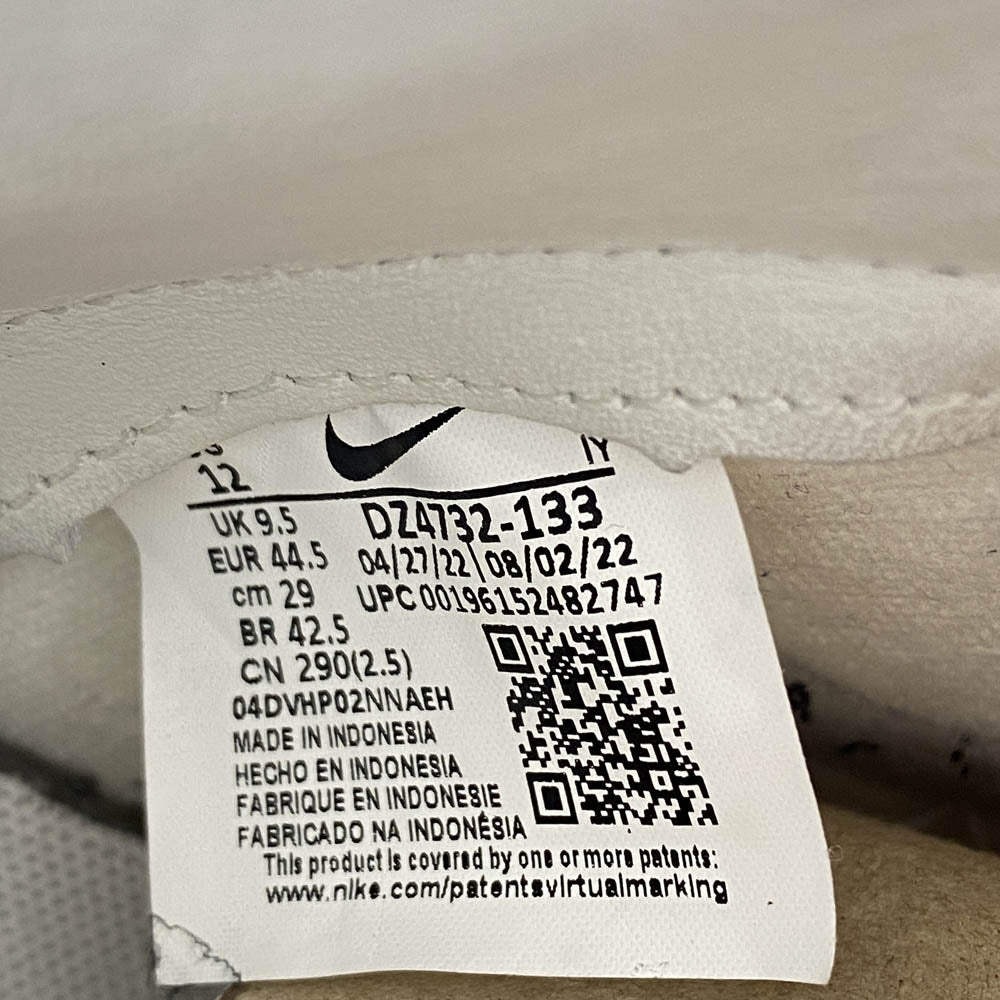 12 IY
UK 9.5 DZ4732-133
EUR 44.5 04/27/22\08/02/22
cm 29 UPC 00196152482747
BR 42.5
CN 290(2.5)
04DVHP02NNAEH
MADE IN INDONESIA
HECHO EN INDONESIA
FABRIQUE EN INDONESIE
FABRICADO NA INDONÉSIA
This product is covered by one or more patents:
www.nike.com/patentsvirtualmarking